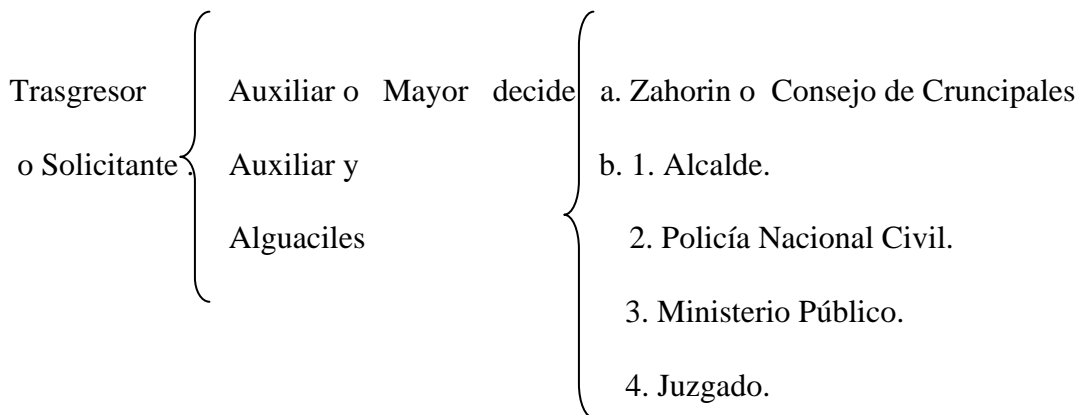 Trasgresor Auxiliar o Mayor decide a. Zahorin o Consejo de Cruncipales
o Solicitante . Auxiliar y b. 1. Alcalde.
Alguaciles 2. Policía Nacional Civil.
3. Ministerio Público.
4. Juzgado.